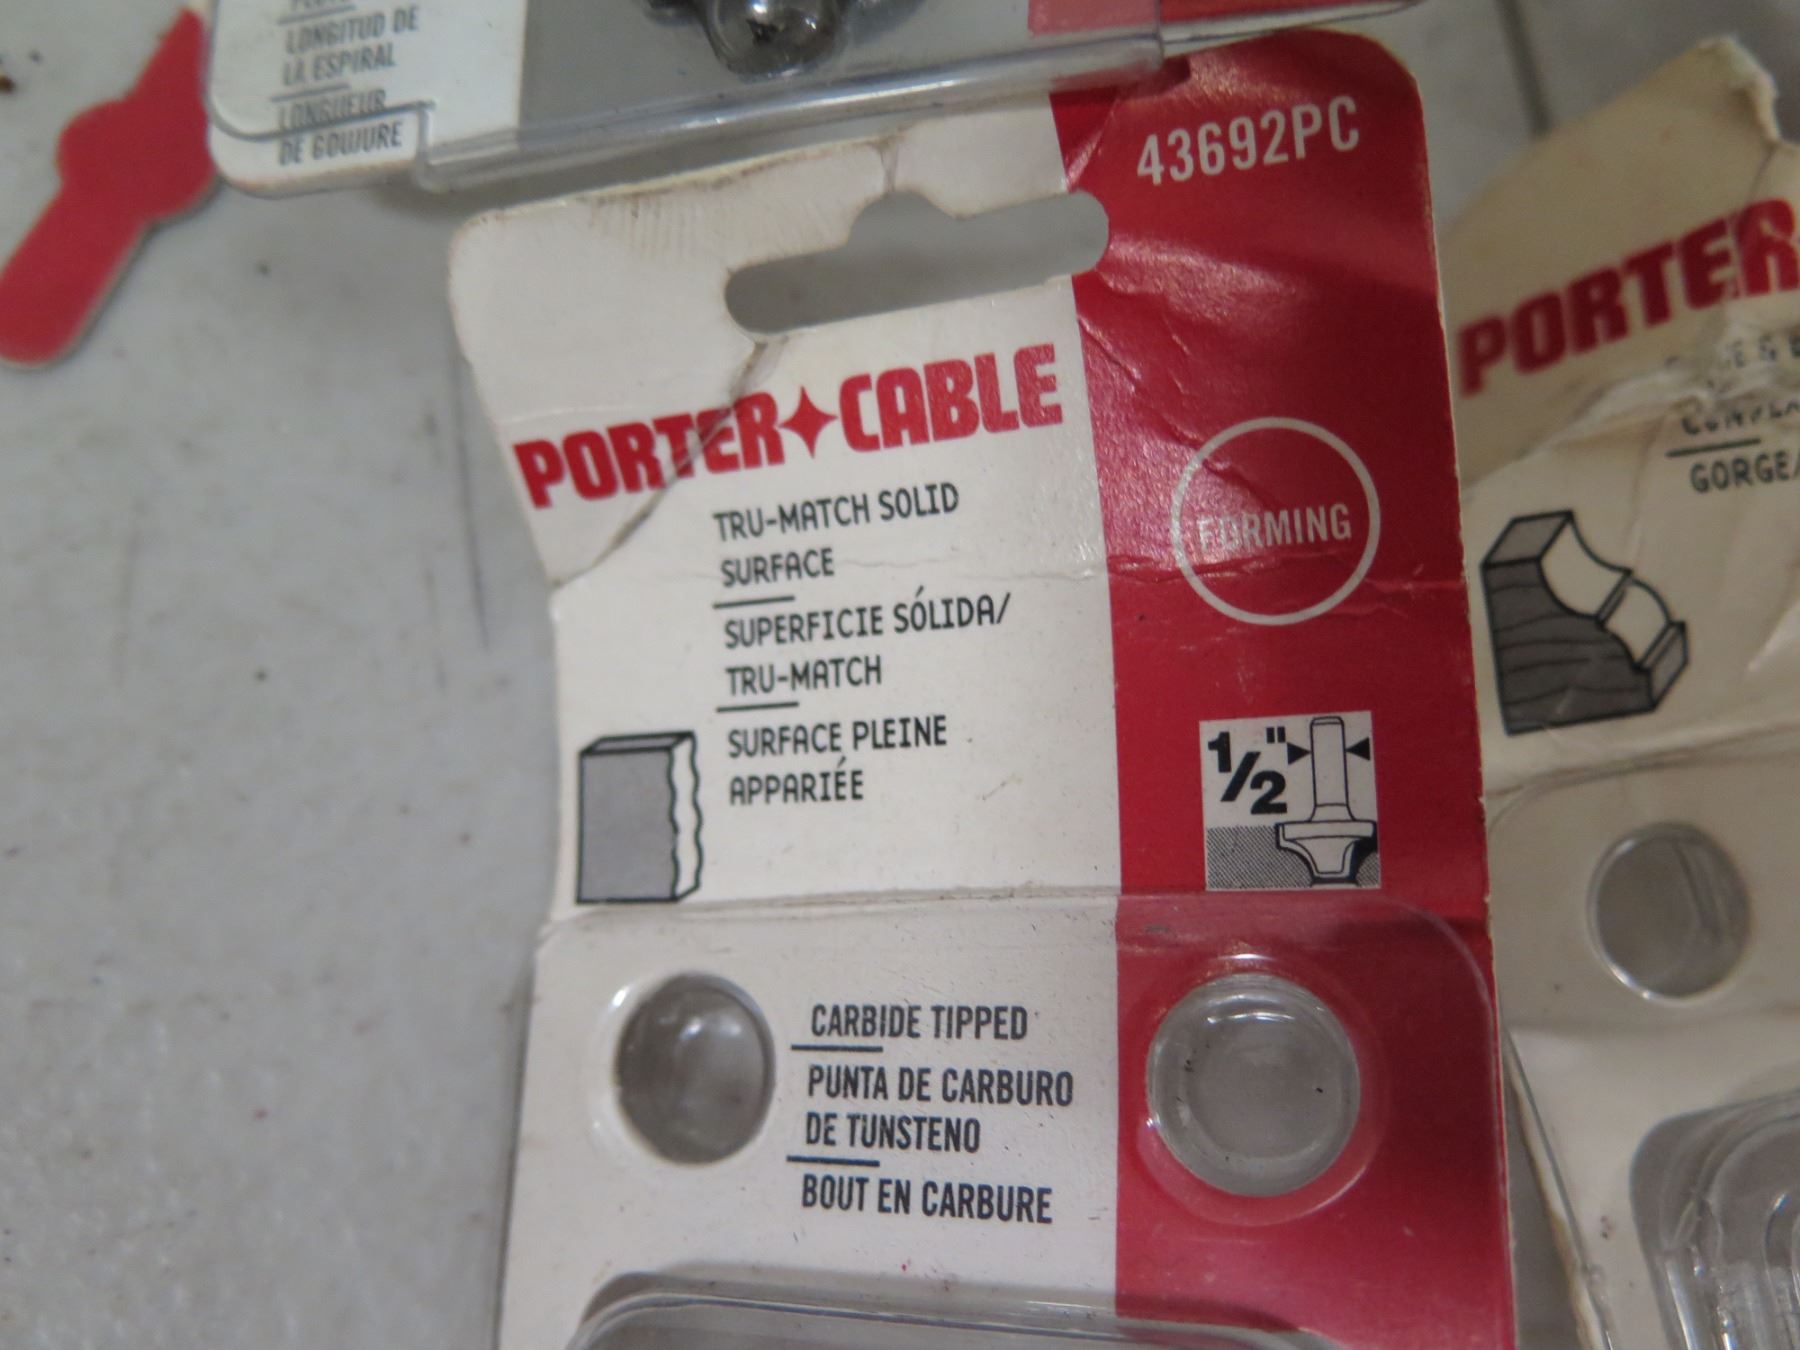 LONGITUD DE
LA ESPIRAL
LONGUEUR
DE GOUJURE
43692PC
PORTER CABLE
TRU-MATCH SOLID
SURFACE
SUPERFICIE SÓLIDA/
TRU-MATCH
SURFACE PLEINE
APPARIÉE
FORMING
1/2"
CARBIDE TIPPED
PUNTA DE CARBURO
DE TUNSTENO
BOUT EN CARBURE
PORTER
GORGE/